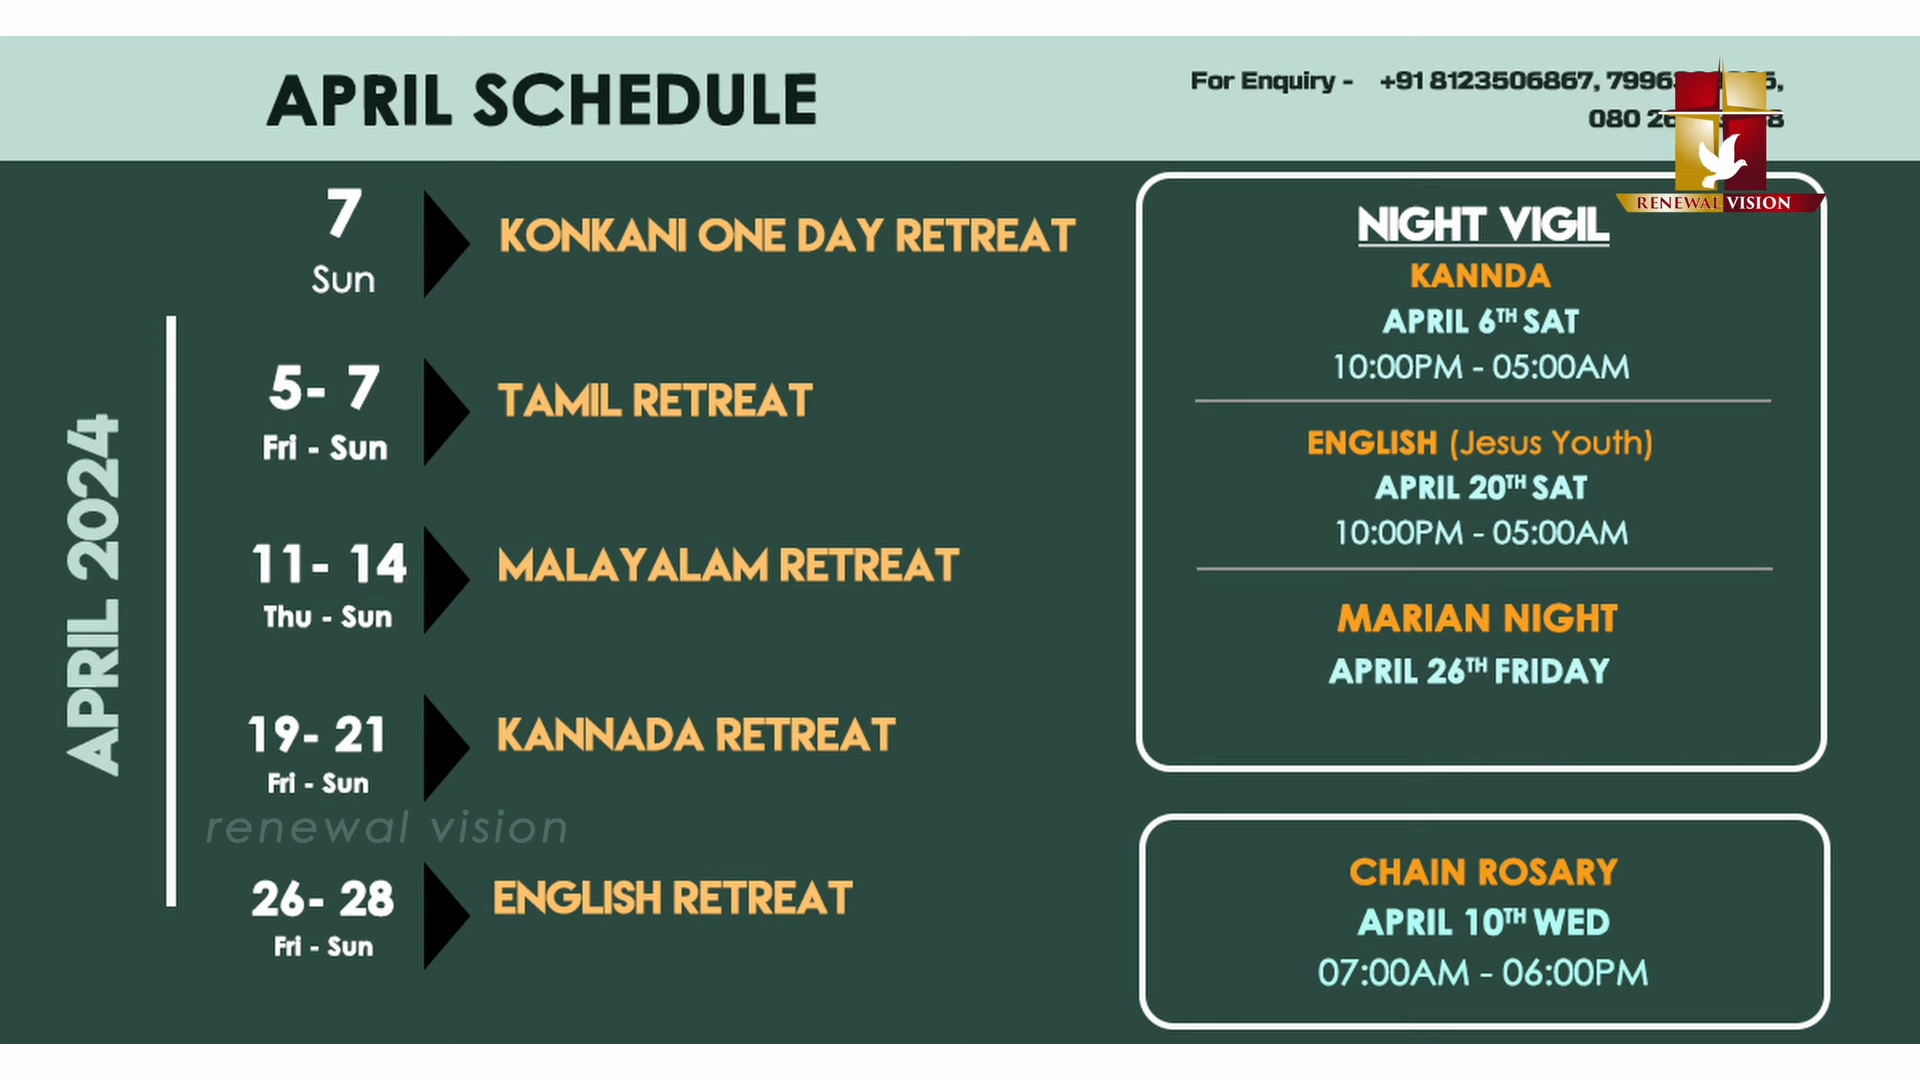 APRIL SCHEDULE
For Enquiry - +91 8123506867,
080
RENEWAL VISION
APRIL 2024
7
Sun
KONKANI ONE DAY RETREAT
5- 7
Fri - Sun
TAMIL RETREAT
11- 14
Thu - Sun
MALAYALAM RETREAT
19- 21
Fri - Sun
KANNADA RETREAT
renewal vision
26- 28
Fri - Sun
ENGLISH RETREAT
NIGHT VIGIL
KANNDA
APRIL 6TH SAT
10:00PM - 05:00AM
ENGLISH (Jesus Youth)
APRIL 20TH SAT
10:00PM - 05:00AM
MARIAN NIGHT
APRIL 26TH FRIDAY
CHAIN ROSARY
APRIL 10TH WED
07:00AM - 06:00PM